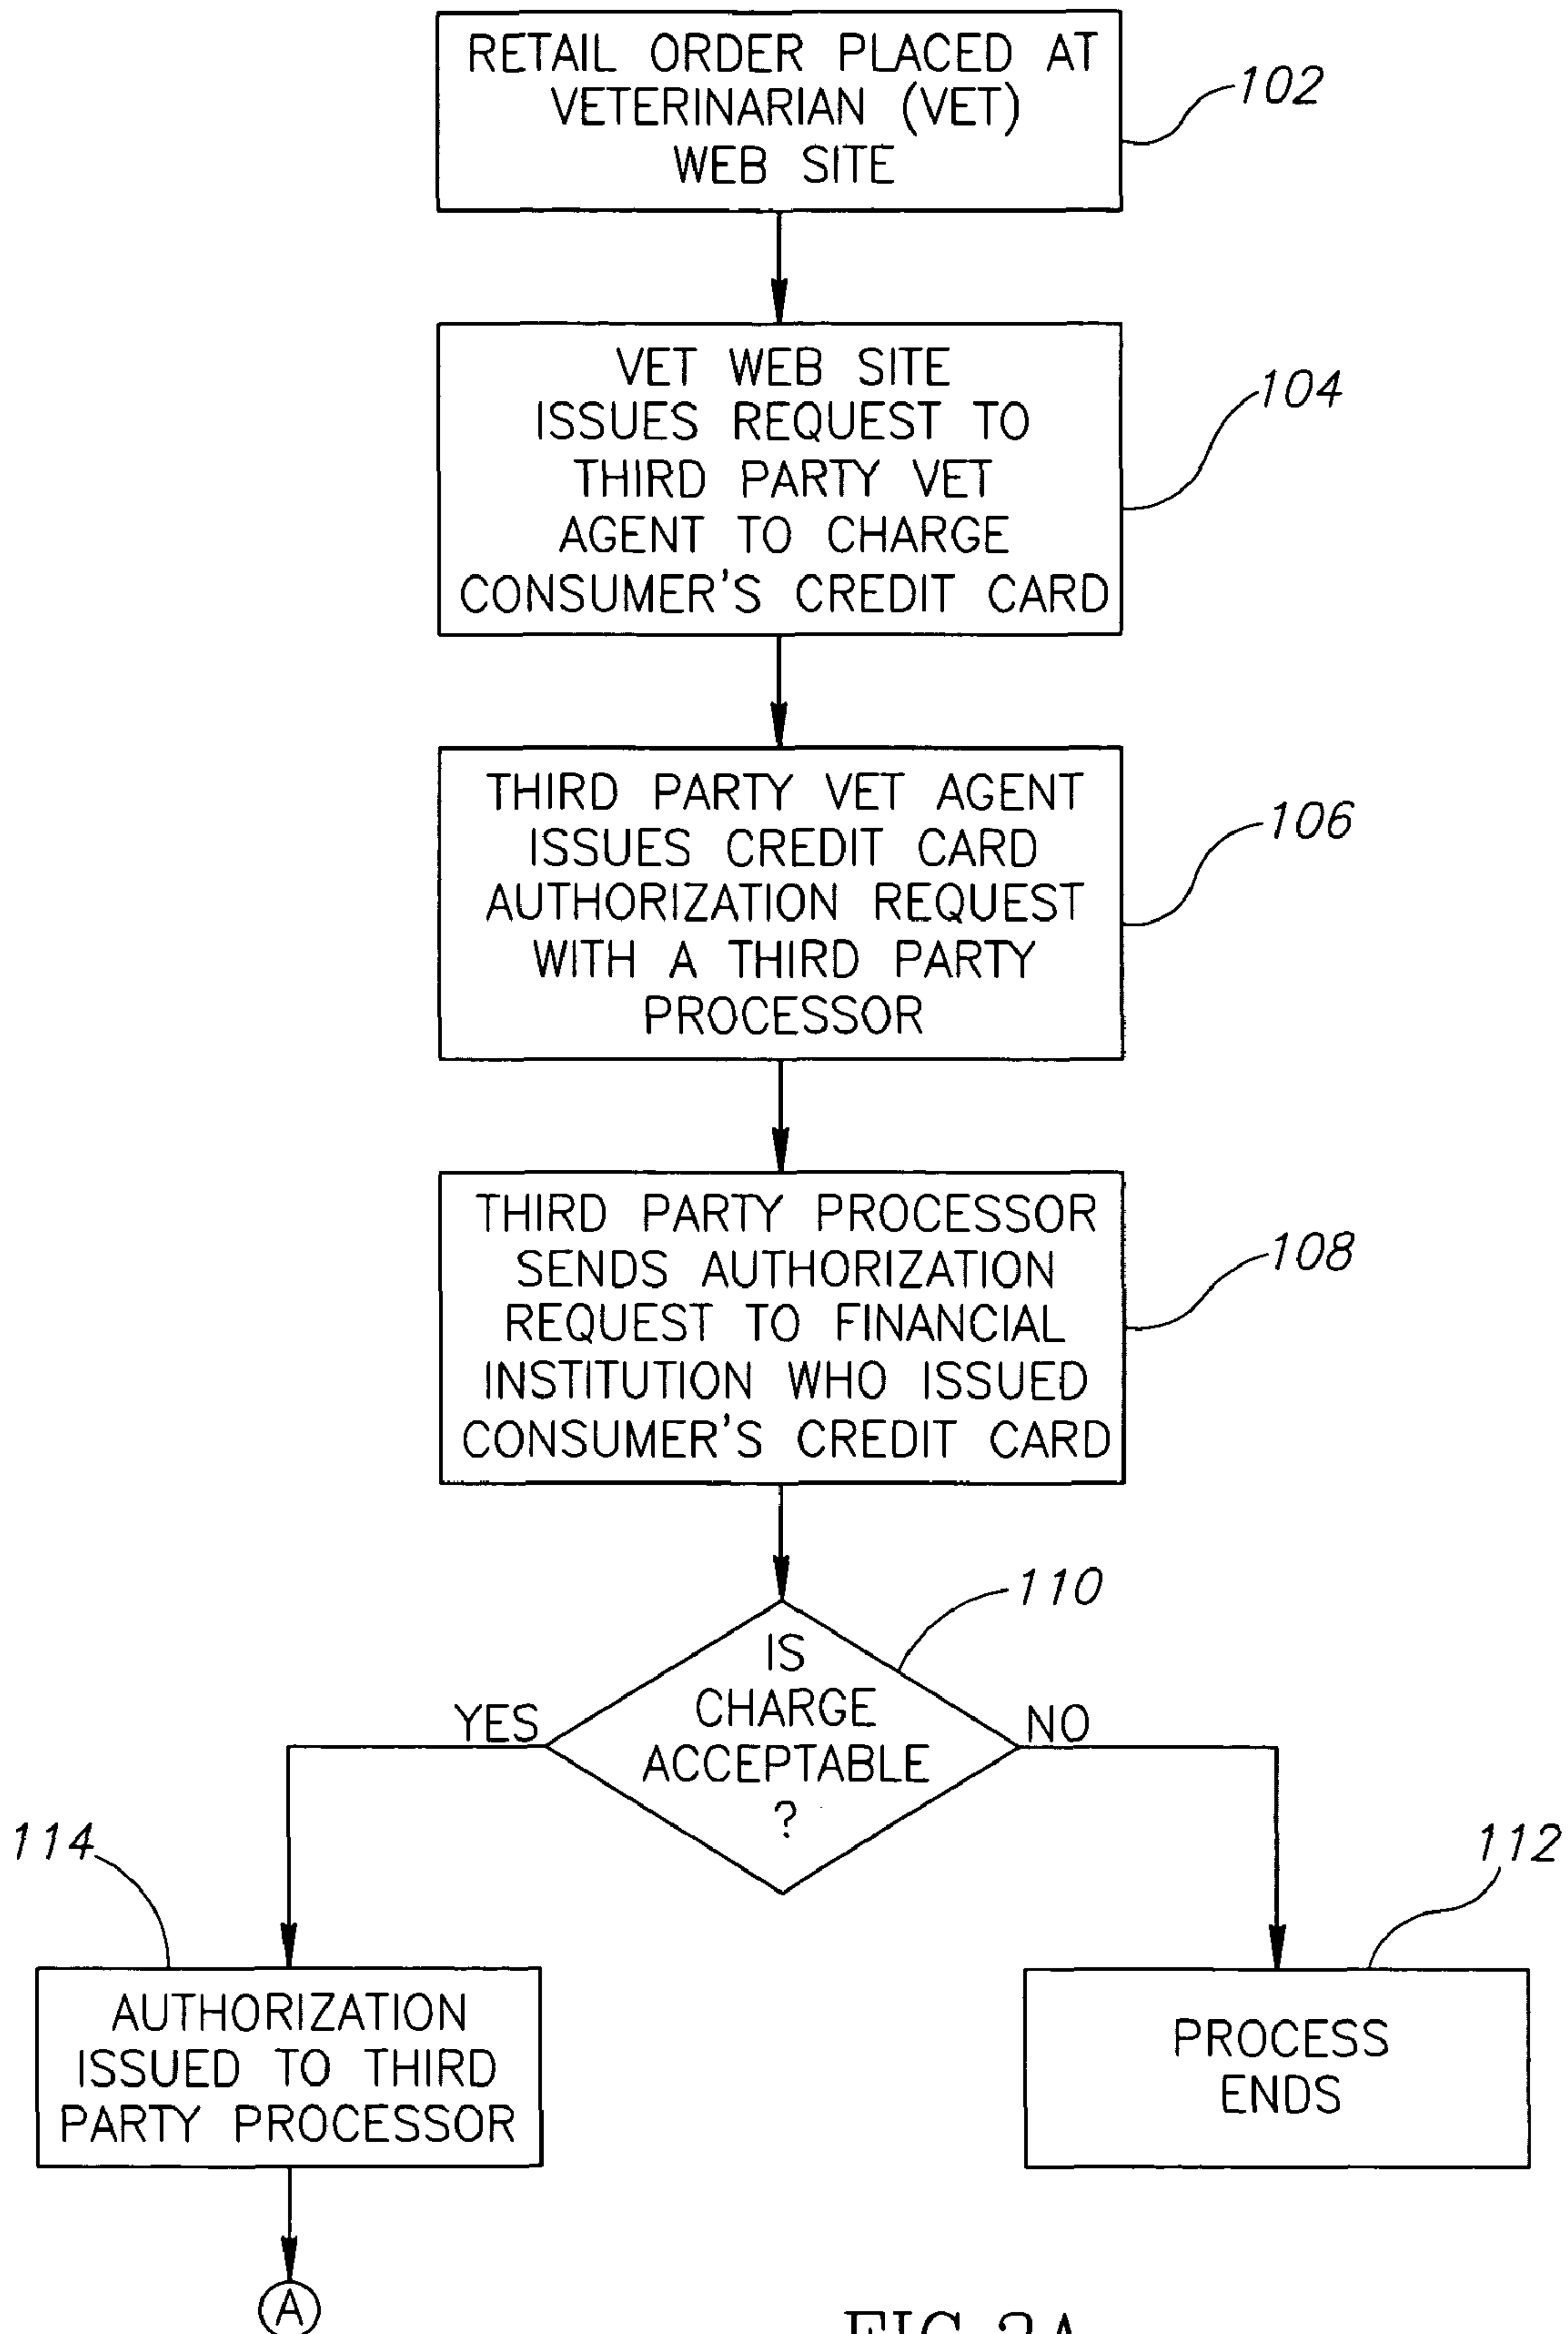 RETAIL ORDER PLACED AT
VETERINARIAN (VET)
WEB SITE
102
VET WEB SITE
ISSUES REQUEST TO
THIRD PARTY VET
AGENT TO CHARGE
CONSUMER'S CREDIT CARD
104
THIRD PARTY VET AGENT
ISSUES CREDIT CARD
AUTHORIZATION REQUEST
WITH A THIRD PARTY
PROCESSOR
106
THIRD PARTY PROCESSOR
SENDS AUTHORIZATION
REQUEST TO FINANCIAL
INSTITUTION WHO ISSUED
CONSUMER'S CREDIT CARD
108
110
IS
CHARGE
ACCEPTABLE
?
YES
NO
114
112
AUTHORIZATION
ISSUED TO THIRD
PARTY PROCESSOR
PROCESS
ENDS
A